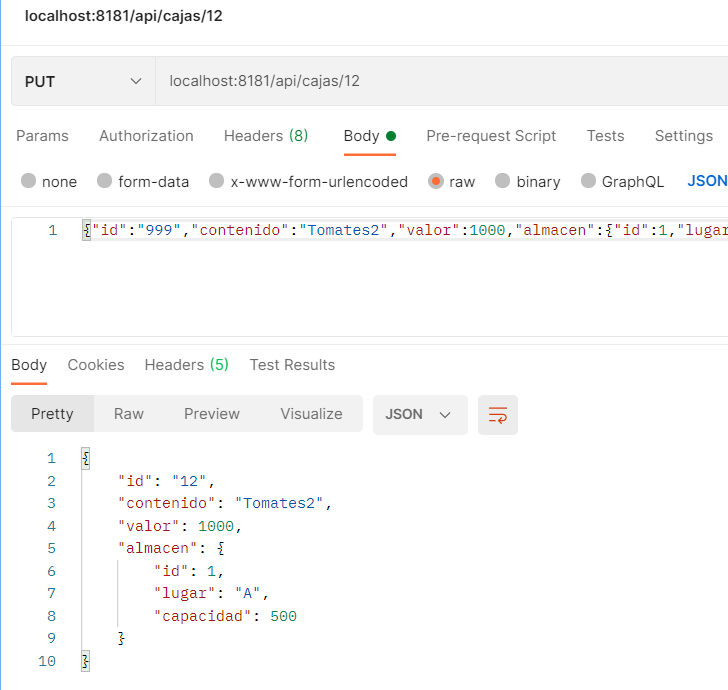 localhost:8181/api/cajas/12
PUT localhost:8181/api/cajas/12
Params Authorization Headers (8) Body Pre-request Script Tests Settings
none form-data x-www-form-urlencoded raw binary GraphQL JSON
1 {"id":"999","contenido":"Tomates2","valor":1000,"almacen":{"id":1,"lugar
Body Cookies Headers (5) Test Results
Pretty Raw Preview Visualize JSON
1 {
2 "id": "12",
3 "contenido": "Tomates2",
4 "valor": 1000,
5 "almacen": {
6 "id": 1,
7 "lugar": "A",
8 "capacidad": 500
9 }
10 }